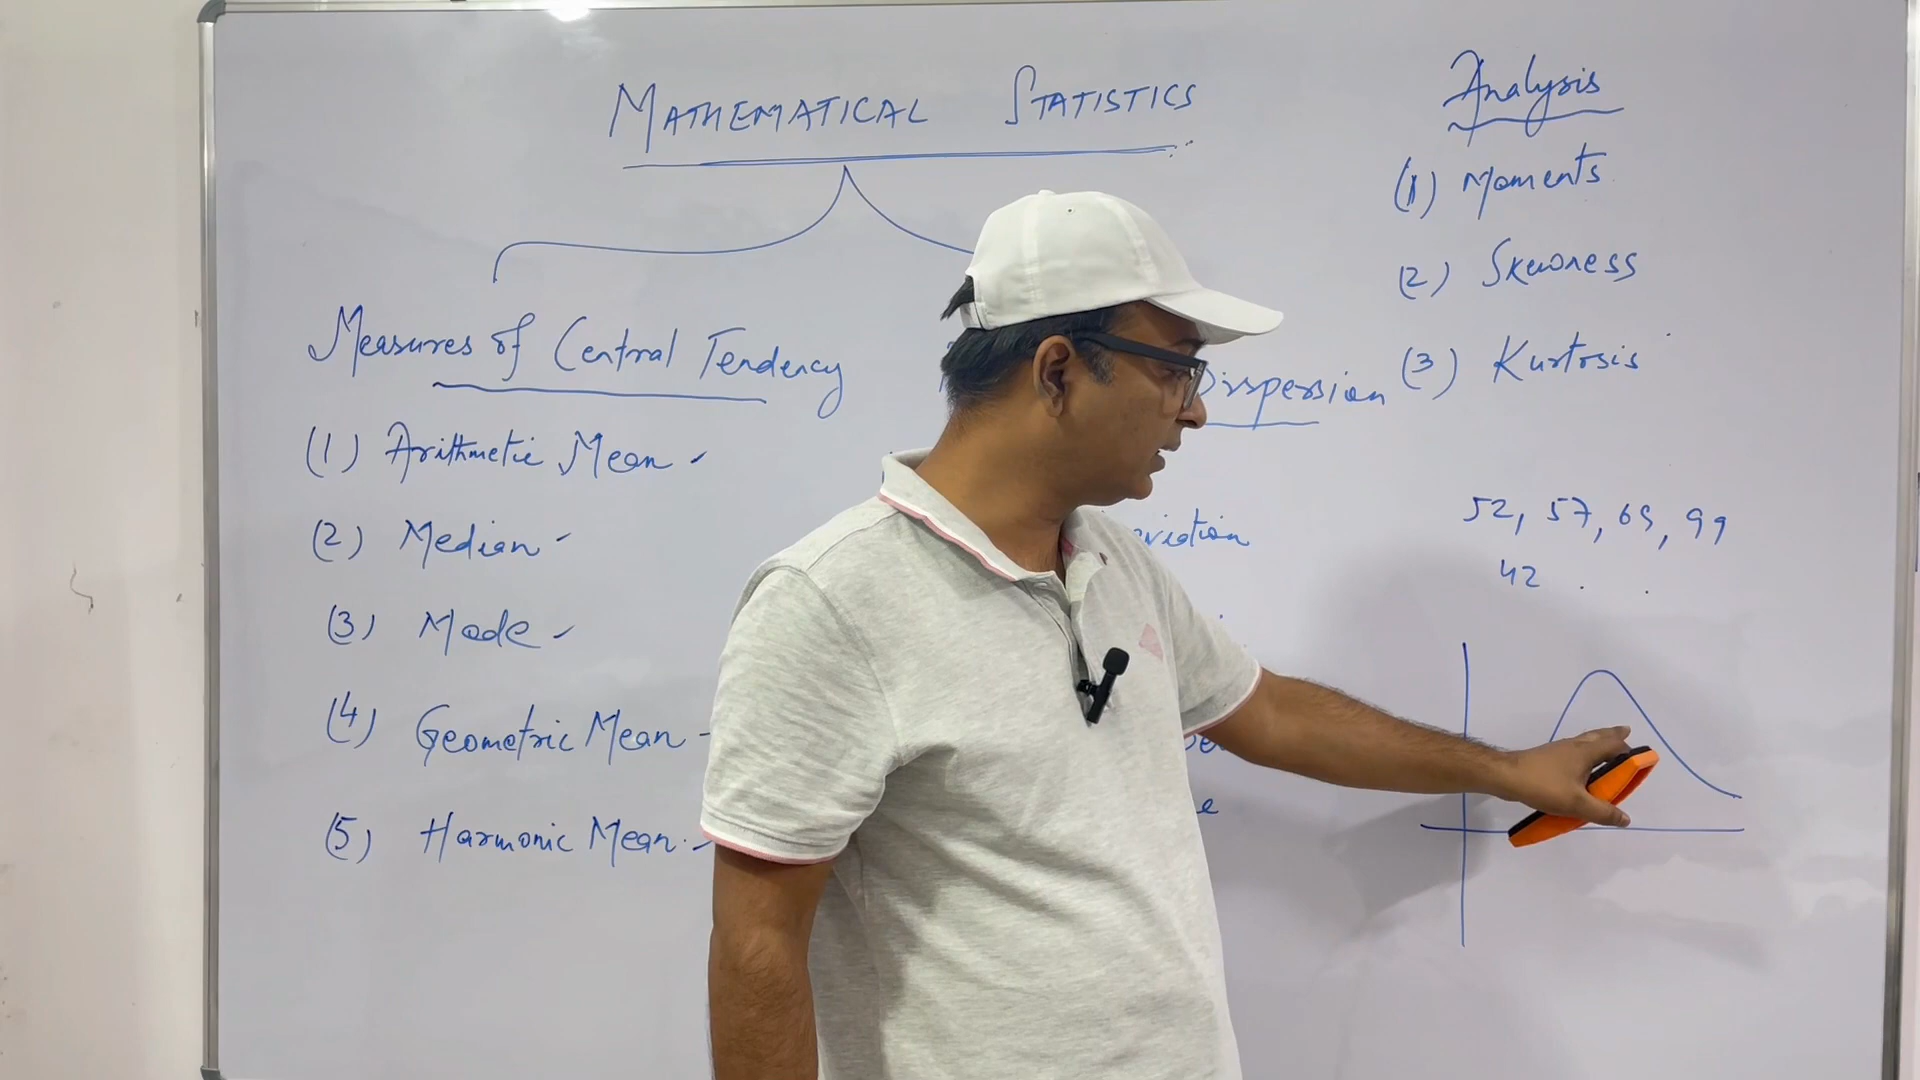 MATHEMATICAL STATISTICS
Measures of Central Tendency
(1) Arithmetic Mean
(2) Median
(3) Mode
(4) Geometric Mean
(5) Harmonic Mean
Dispersion
Analysis
(1) Moments
(2) Skewness
(3) Kurtosis
52, 57, 69, 99
42 . .